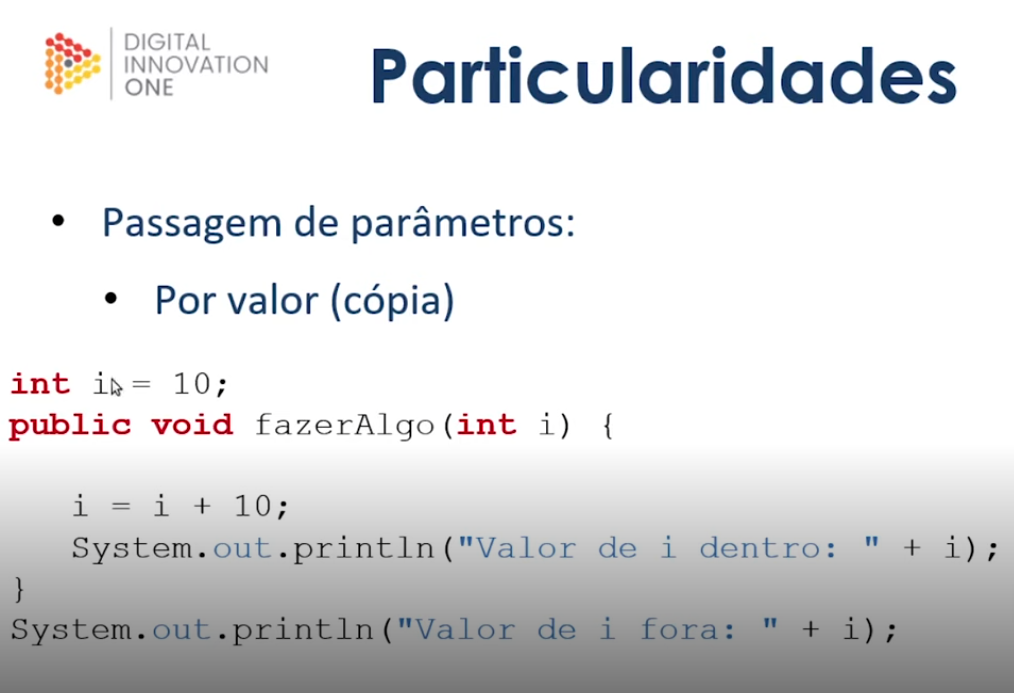 DIGITAL
INNOVATION
ONE
Particularidades
• Passagem de parâmetros:
• Por valor (cópia)
int i = 10;
public void fazerAlgo(int i) {
i = i + 10;
System.out.println("Valor de i dentro: " + i);
}
System.out.println("Valor de i fora: " + i);